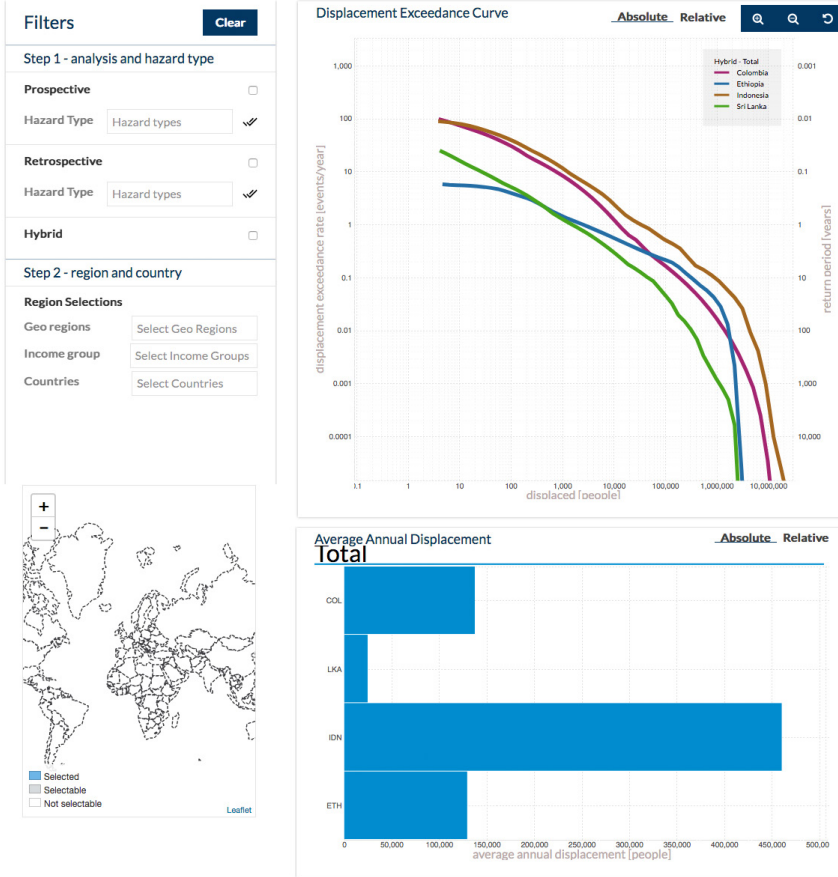 Filters
Clear
Step 1 - analysis and hazard type
Prospective
Hazard Type Hazard types
Retrospective
Hazard Type Hazard types
Hybrid
Step 2 - region and country
Region Selections
Geo regions Select Geo Regions
Income group Select Income Groups
Countries Select Countries
+
−
Selected
Selectable
Not selectable
Leaflet
Displacement Exceedance Curve
Absolute Relative
Hybrid - Total
Colombia
Ethiopia
Indonesia
Sri Lanka
displacement exceedance rate [events/year]
1,000
100
10
1
0.1
0.01
0.001
0.0001
0.001
0.01
0.1
1
10
100
1,000
10,000
return period [years]
0.1 1 10 100 1,000 10,000 100,000 1,000,000 10,000,000
displaced [people]
Average Annual Displacement
Absolute Relative
Total
COL
LKA
IDN
ETH
0 50,000 100,000 150,000 200,000 250,000 300,000 350,000 400,000 450,000 500,00
average annual displacement [people]